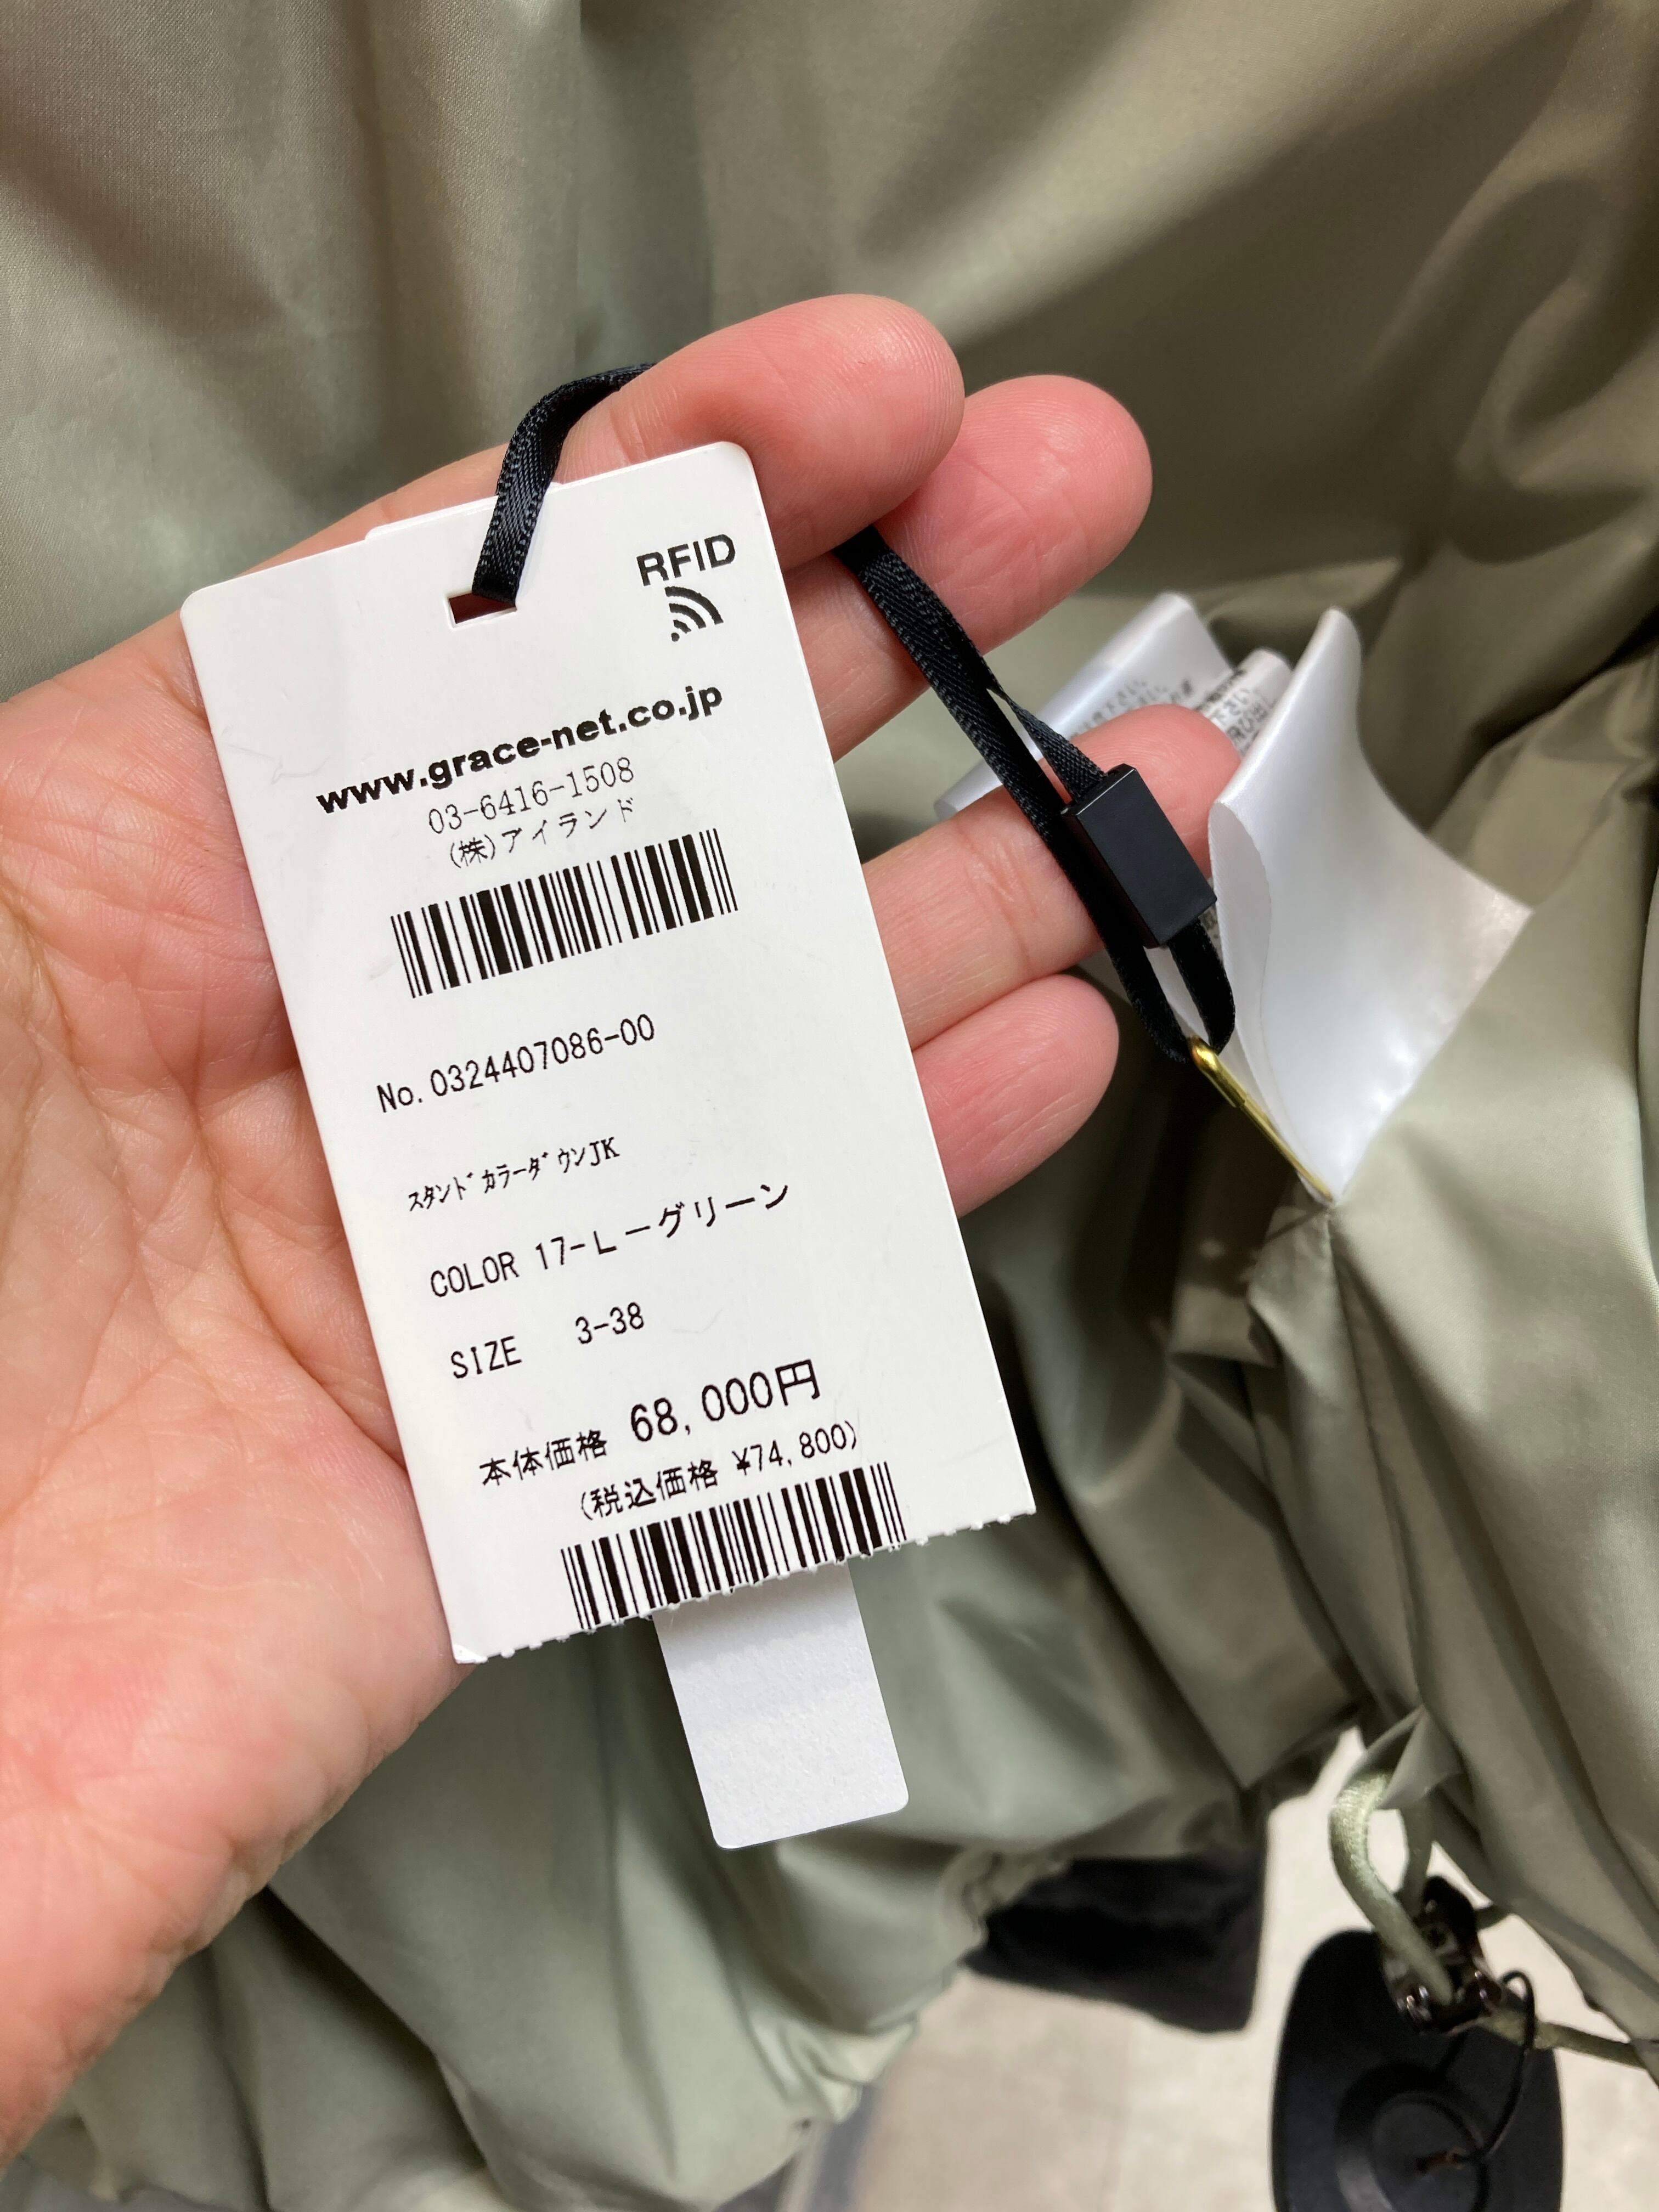 RFID
www.grace-net.co.jp
03-6416-1508
(株)アイランド
No. 0324407086-00
ｽﾀﾝﾄﾞｶﾗｰﾀﾞｳﾝJK
COLOR 17-Lーグリーン
SIZE 3-38
本体価格 68,000円
(税込価格 ¥74,800)